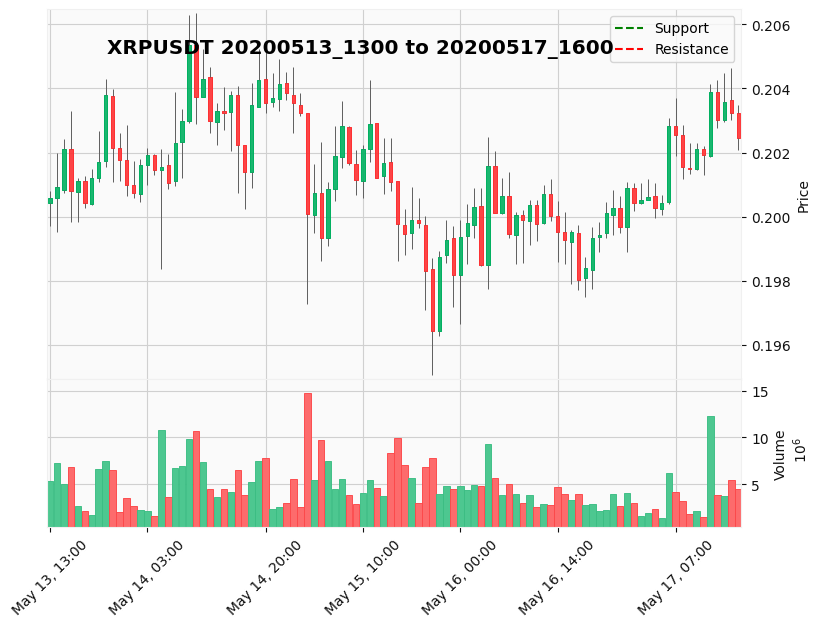 XRPUSDT 20200513_1300 to 20200517_1600
Support
Resistance
0.206
0.204
0.202
0.200
0.198
0.196
Price
15
10
5
Volume
10^6
May 13, 13:00
May 14, 03:00
May 14, 20:00
May 15, 10:00
May 16, 00:00
May 16, 14:00
May 17, 07:00